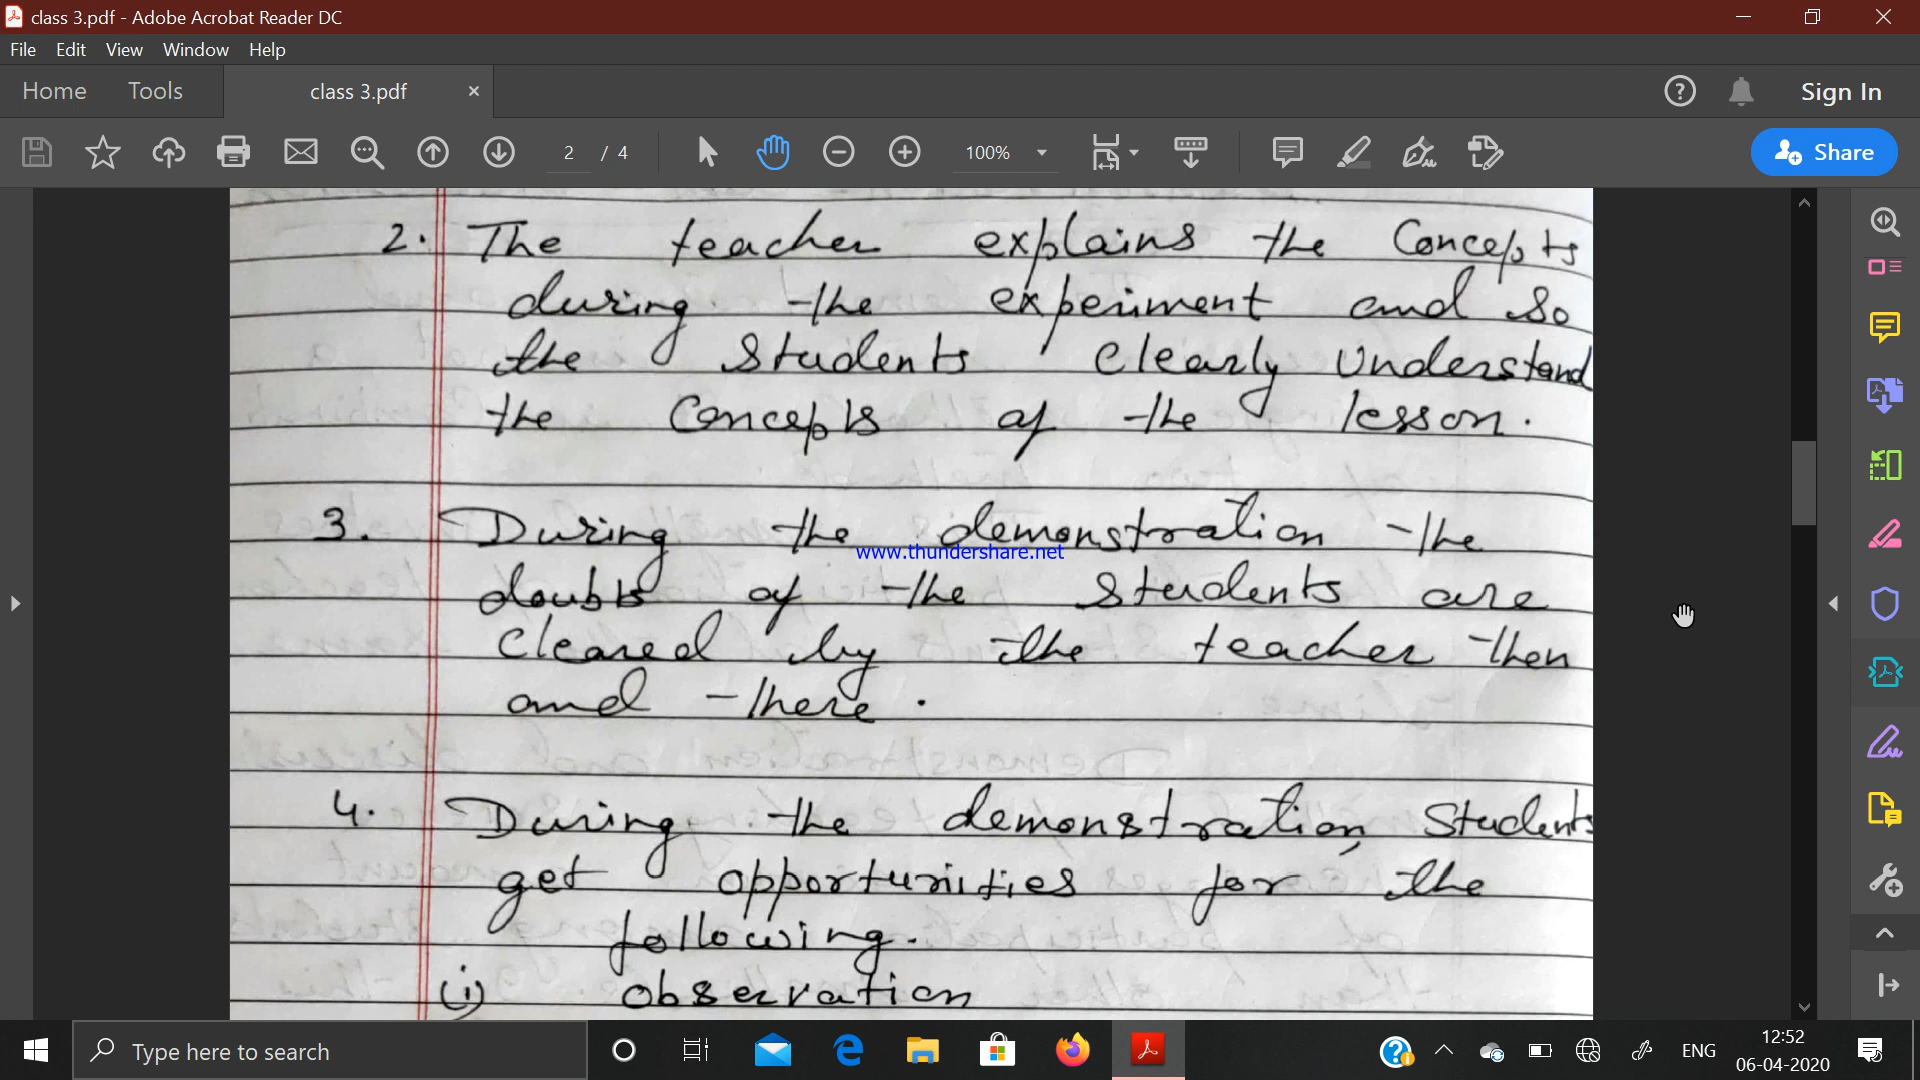 class 3.pdf - Adobe Acrobat Reader DC
File Edit View Window Help
Home Tools class 3.pdf × Sign In
2 / 4 100% Share
2. The teacher explains the Concepts
during the experiment and so
the students clearly understand
the Concepts of the lesson.
3. During the demonstration the
www.thundershare.net
doubts of the students are
cleared by the teacher then
and there.
4. During the demonstration, Students
get opportunities for the
following.
(i) observation
Type here to search
ENG
12:52
06-04-2020